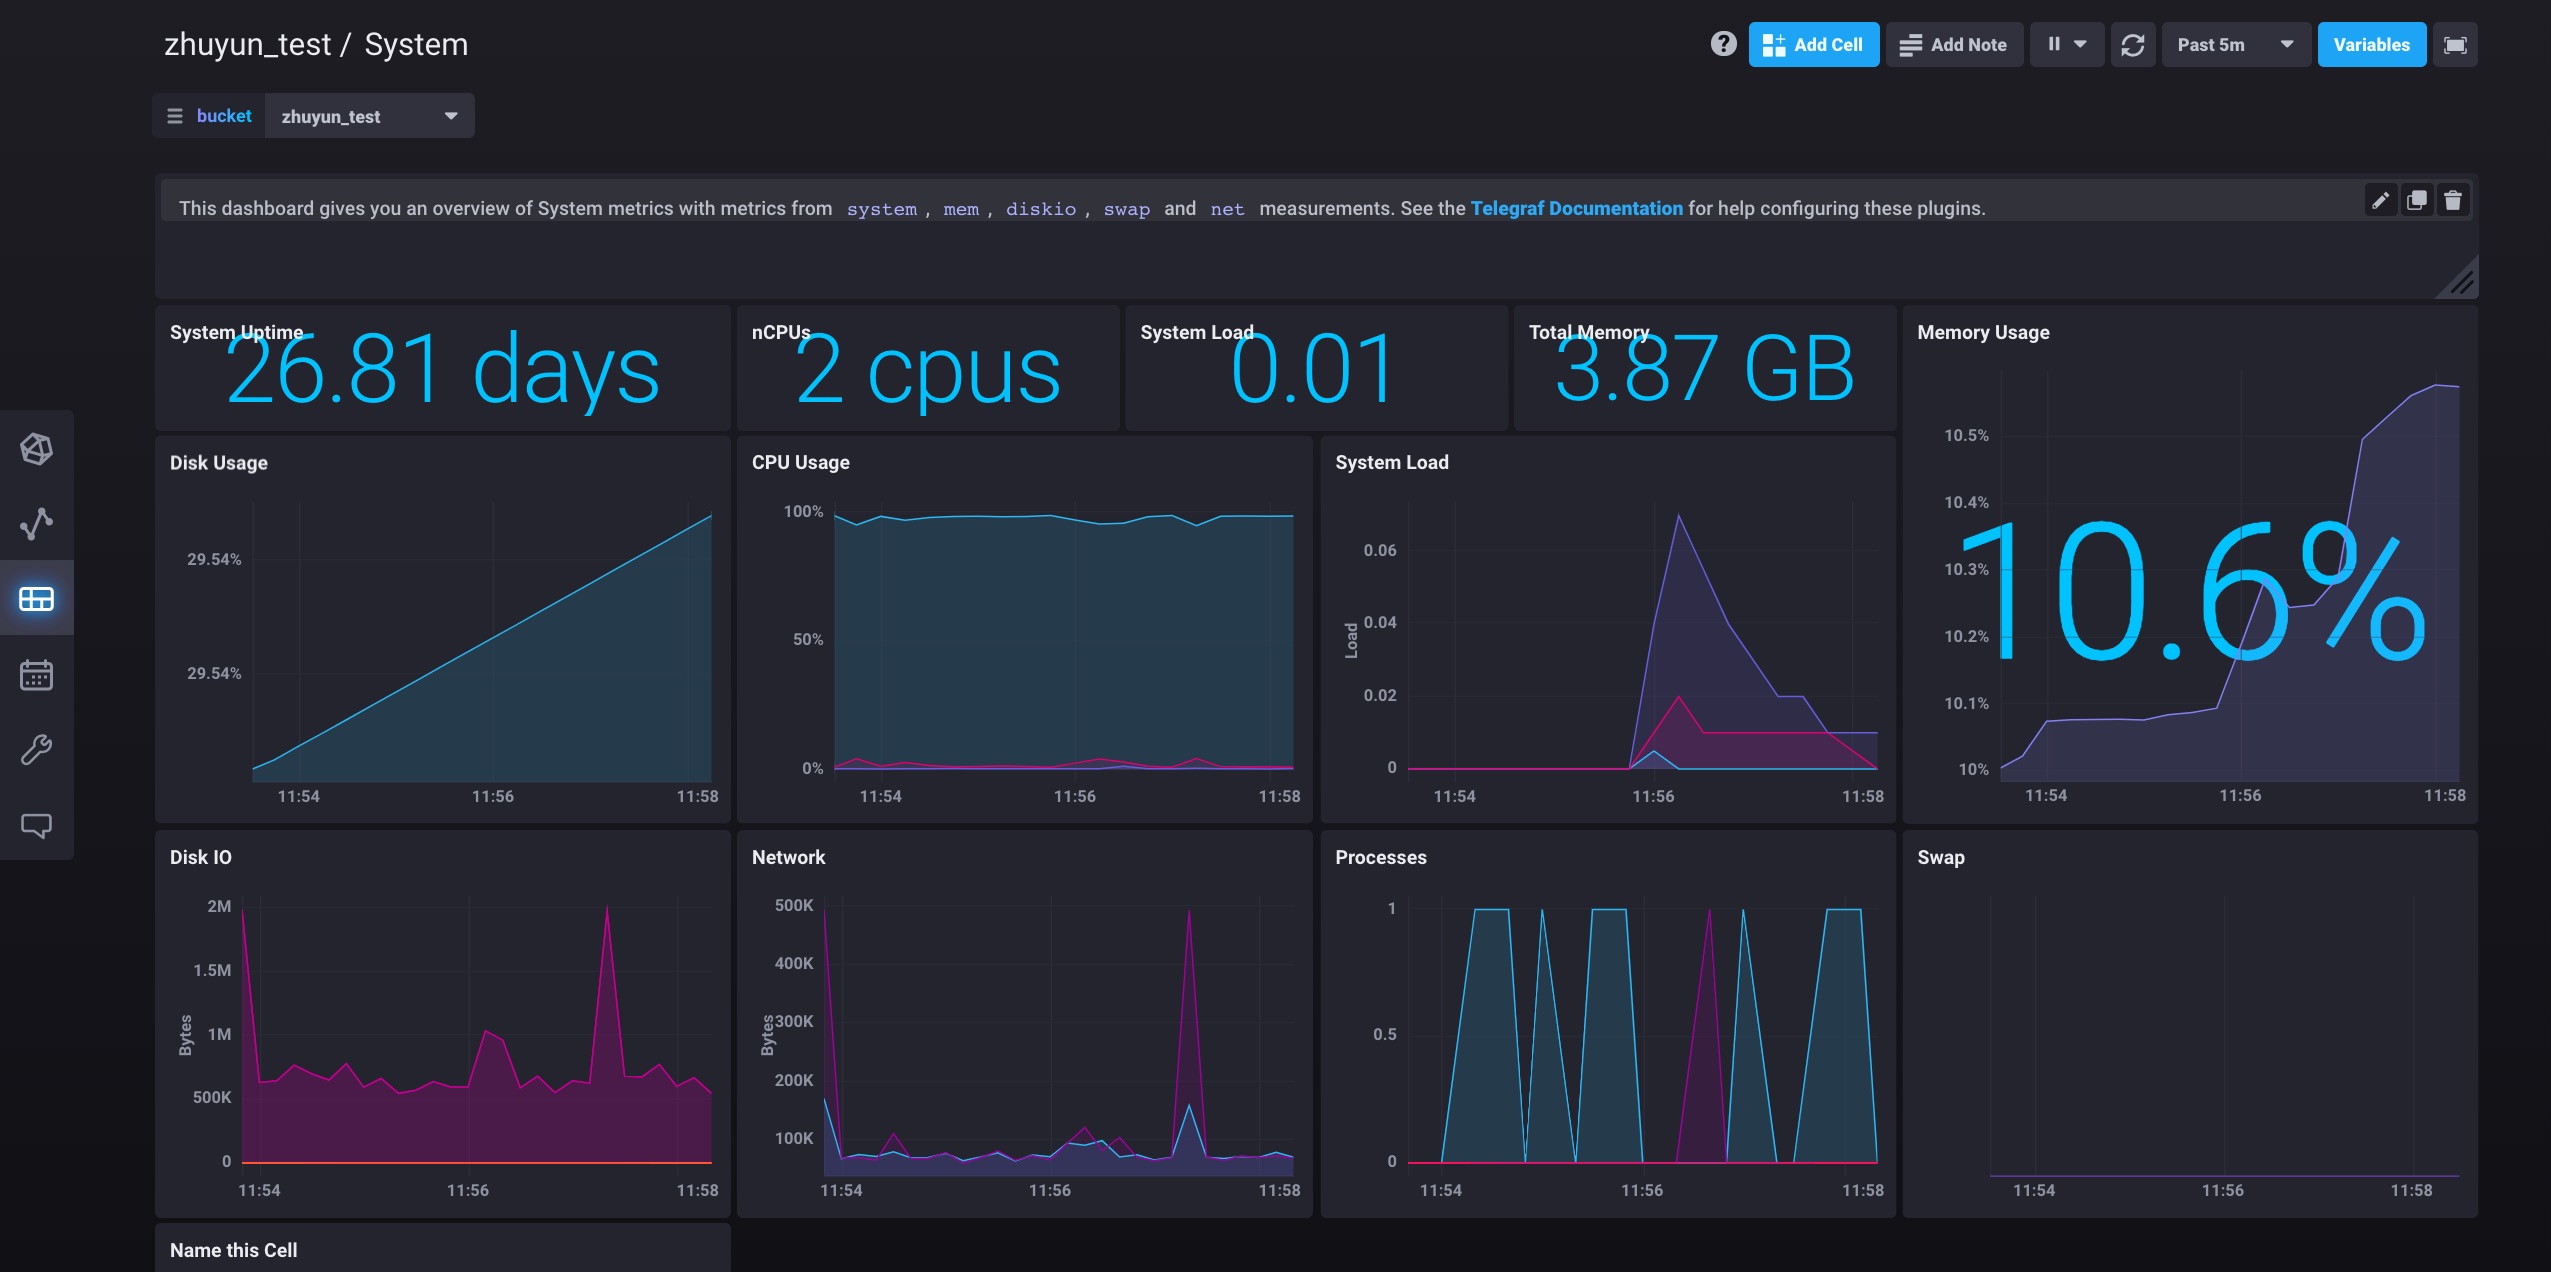 zhuyun_test / System
? Add Cell Add Note Past 5m Variables
bucket zhuyun_test
This dashboard gives you an overview of System metrics with metrics from system , mem , diskio , swap and net measurements. See the Telegraf Documentation for help configuring these plugins.
System Uptime
26.81 days
nCPUs
2 cpus
System Load
0.01
Total Memory
3.87 GB
Memory Usage
10.5%
10.4%
10.3%
10.2%
10.1%
10%
10.6%
11:54 11:56 11:58
Disk Usage
29.54%
29.54%
11:54 11:56 11:58
CPU Usage
100%
50%
0%
11:54 11:56 11:58
System Load
Load
0.06
0.04
0.02
0
11:54 11:56 11:58
Disk IO
Bytes
2M
1.5M
1M
500K
0
11:54 11:56 11:58
Network
Bytes
500K
400K
300K
200K
100K
11:54 11:56 11:58
Processes
1
0.5
0
11:54 11:56 11:58
Swap
11:54 11:56 11:58
Name this Cell